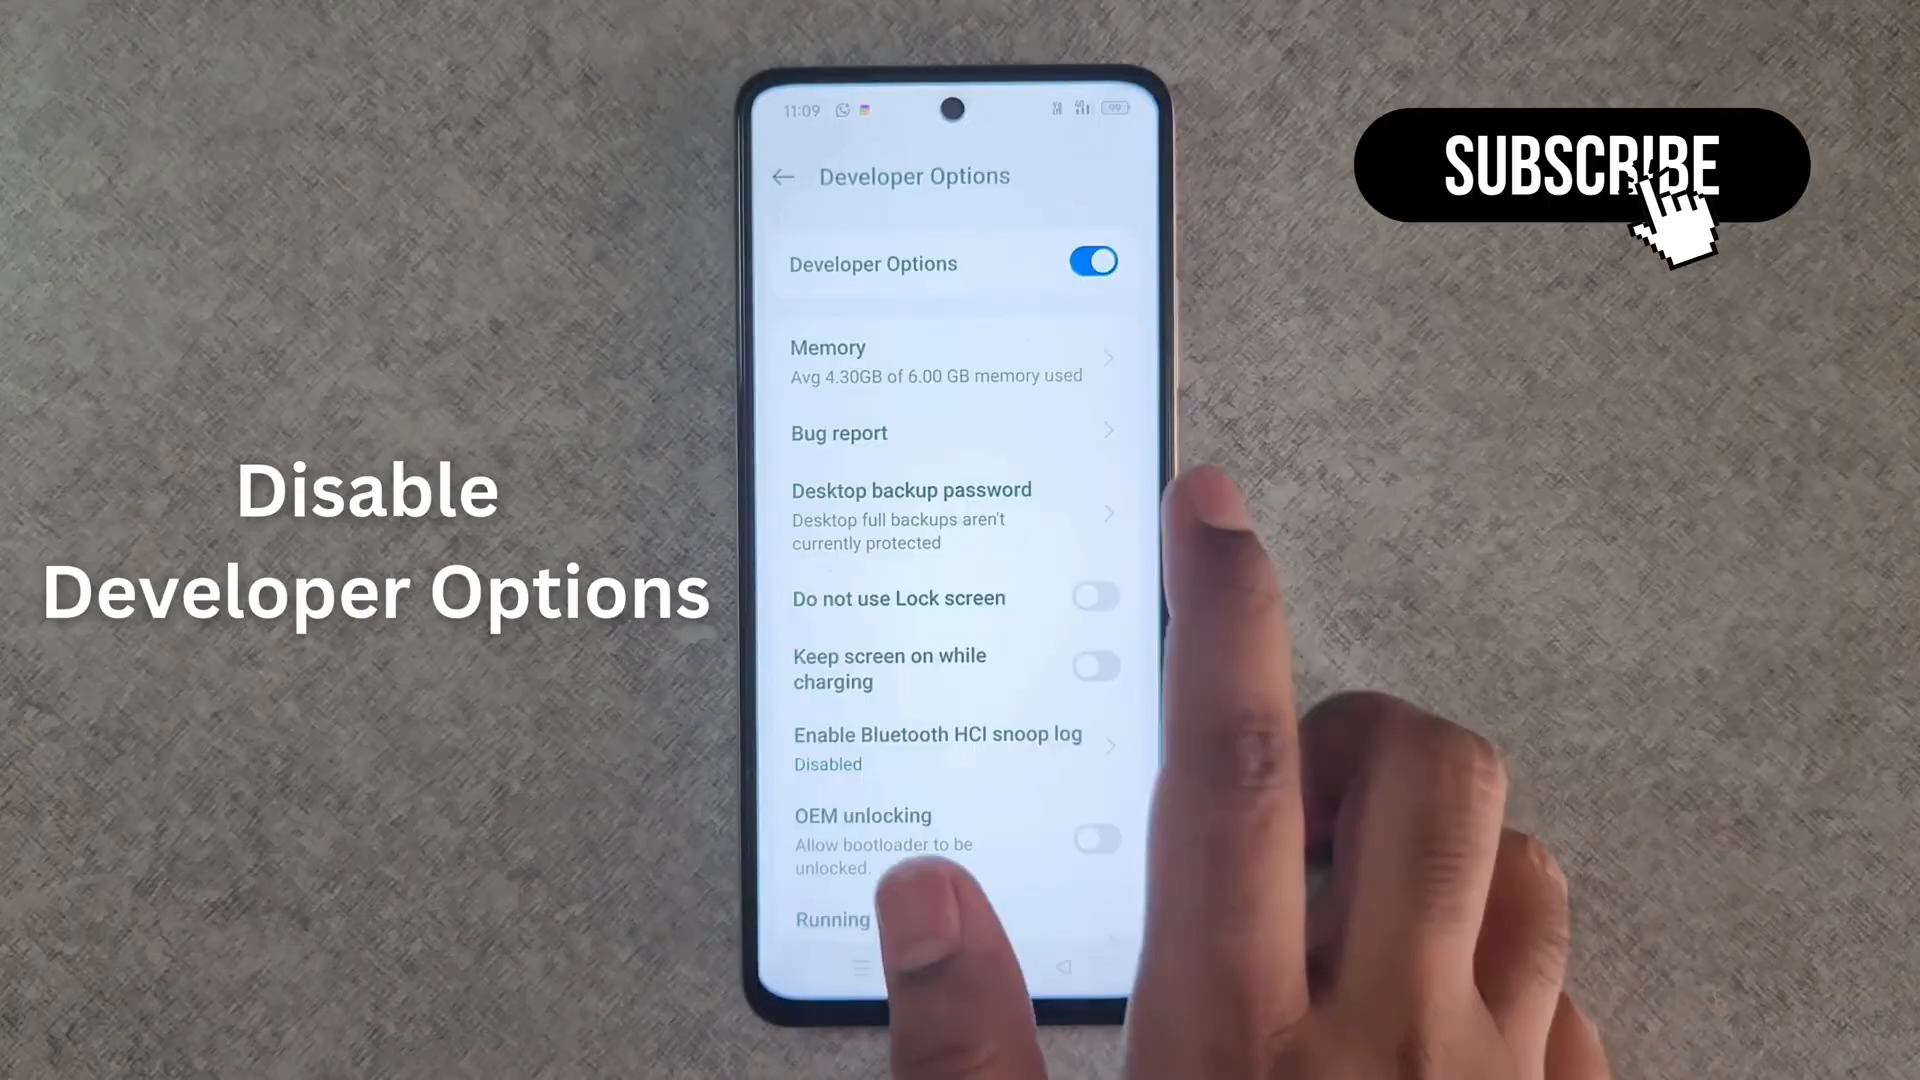 11:09
99
Developer Options
Developer Options
Memory
Avg 4.30GB of 6.00 GB memory used
Bug report
Desktop backup password
Desktop full backups aren't
currently protected
Do not use Lock screen
Keep screen on while
charging
Enable Bluetooth HCI snoop log
Disabled
OEM unlocking
Allow bootloader to be
unlocked.
Running
Disable
Developer Options
SUBSCRIBE